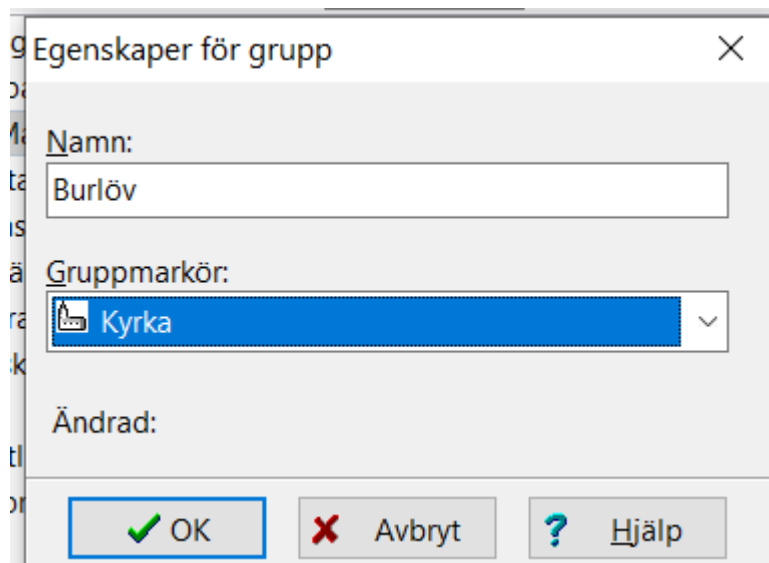 Egenskaper för grupp
Namn:
Burlöv
Gruppmarkör:
Kyrka
Ändrad:
OK Avbryt Hjälp